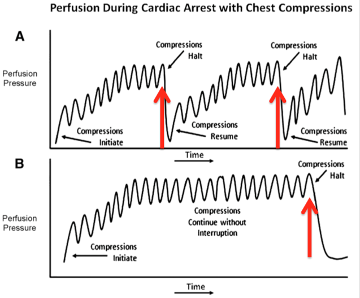 Perfusion During Cardiac Arrest with Chest Compressions
A
Compressions
Halt
Compressions
Halt
Perfusion
Pressure
Compressions
Initiate
Compressions
Resume
Compressions
Resume
Time
B
Compressions
Halt
Perfusion
Pressure
Compressions
Continue without
Interruption
Compressions
Initiate
Time